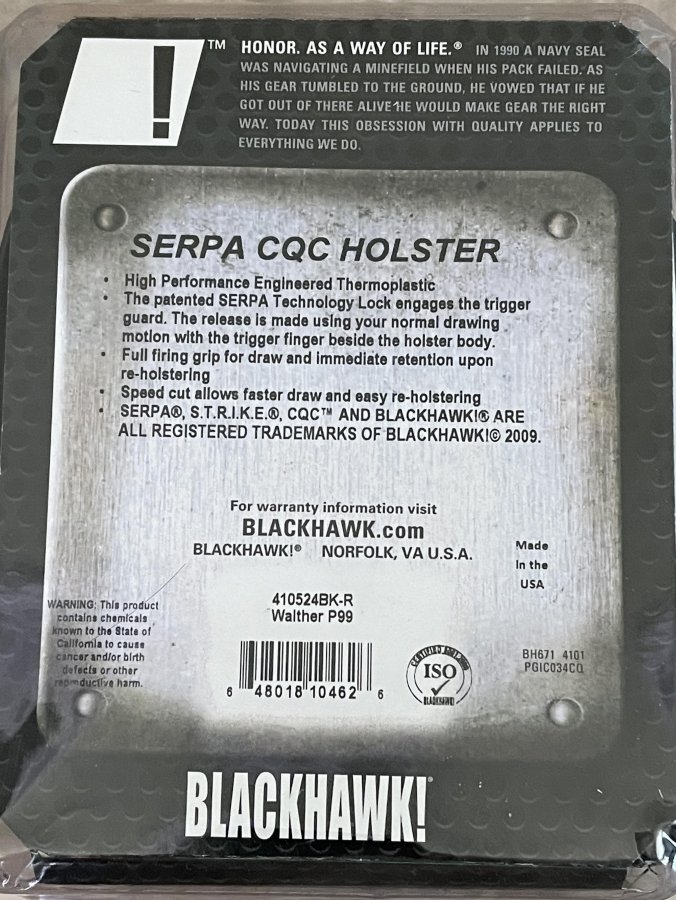 !™
HONOR. AS A WAY OF LIFE.® IN 1990 A NAVY SEAL
WAS NAVIGATING A MINEFIELD WHEN HIS PACK FAILED. AS
HIS GEAR TUMBLED TO THE GROUND, HE VOWED THAT IF HE
GOT OUT OF THERE ALIVE HE WOULD MAKE GEAR THE RIGHT
WAY. TODAY THIS OBSESSION WITH QUALITY APPLIES TO
EVERYTHING WE DO.
SERPA CQC HOLSTER
• High Performance Engineered Thermoplastic
• The patented SERPA Technology Lock engages the trigger
guard. The release is made using your normal drawing
motion with the trigger finger beside the holster body.
• Full firing grip for draw and immediate retention upon
re-holstering
• Speed cut allows faster draw and easy re-holstering
• SERPA®, S.T.R.I.K.E.®, CQC™ AND BLACKHAWK!® ARE
ALL REGISTERED TRADEMARKS OF BLACKHAWK!© 2009.
For warranty information visit
BLACKHAWK.com
BLACKHAWK!® NORFOLK, VA U.S.A.
Made
In the
USA
WARNING: This product
contains chemicals
known to the State of
California to cause
cancer and/or birth
defects or other
reproductive harm.
410524BK-R
Walther P99
6 48018 10462 6
ISO
BLACKHAWK!
BH671 4101
PGIC034CQ
BLACKHAWK!